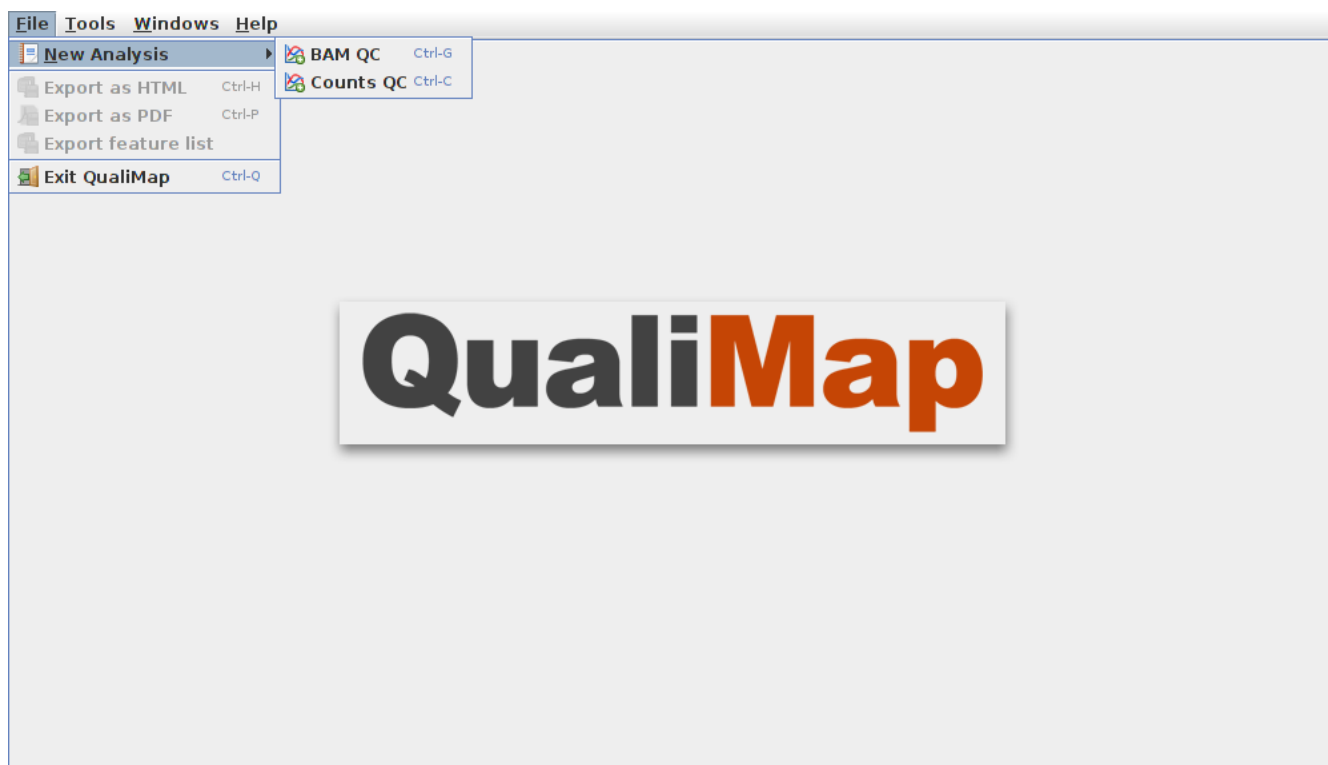 File Tools Windows Help
New Analysis
BAM QC Ctrl-G
Counts QC Ctrl-C
Export as HTML Ctrl-H
Export as PDF Ctrl-P
Export feature list
Exit QualiMap Ctrl-Q
QualiMap